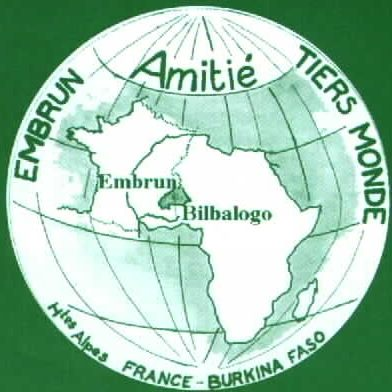 EMBRUN
Amitié
TIERS MONDE
Embrun
Bilbalogo
Htes Alpes
FRANCE - BURKINA FASO